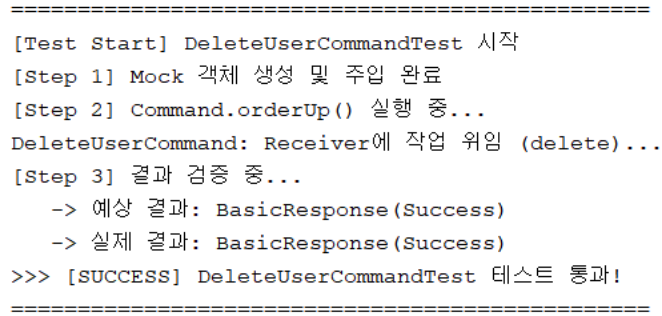 ================================================
[Test Start] DeleteUserCommandTest 시작
[Step 1] Mock 객체 생성 및 주입 완료
[Step 2] Command.orderUp() 실행 중...
DeleteUserCommand: Receiver에 작업 위임 (delete)...
[Step 3] 결과 검증 중...
   -> 예상 결과: BasicResponse(Success)
   -> 실제 결과: BasicResponse(Success)
>>> [SUCCESS] DeleteUserCommandTest 테스트 통과!
================================================